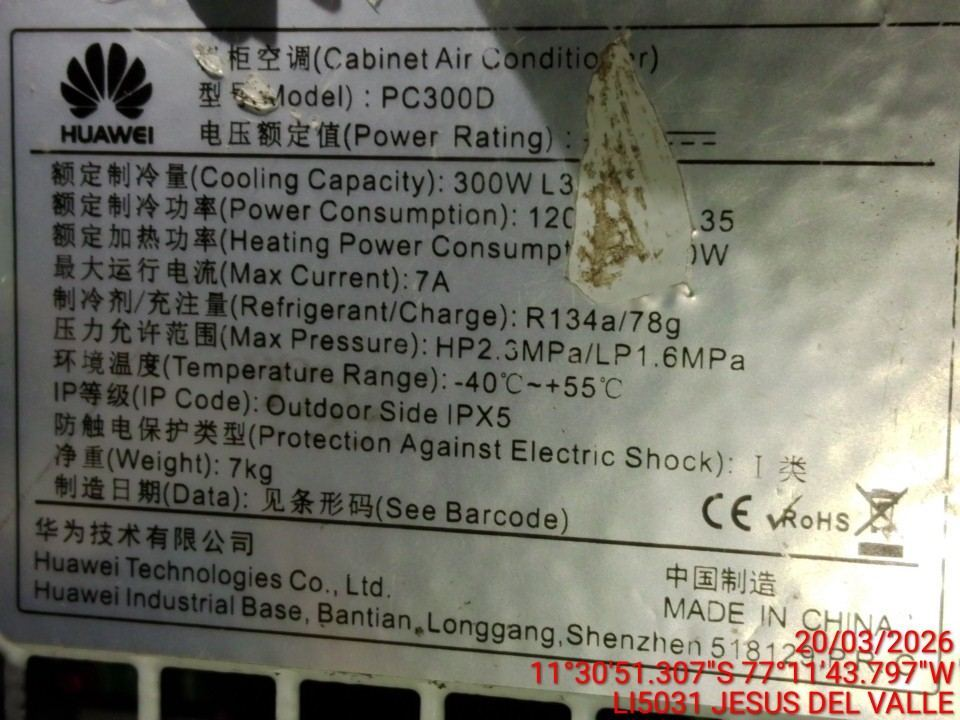 HUAWEI
柜空调(Cabinet Air Conditioner)
型号(Model) : PC300D
电压额定值(Power Rating) :
额定制冷量(Cooling Capacity): 300W L3
额定制冷功率(Power Consumption): 120 35
额定加热功率(Heating Power Consumpt 0W
最大运行电流(Max Current): 7A
制冷剂/充注量(Refrigerant/Charge): R134a/78g
压力允许范围(Max Pressure): HP2.3MPa/LP1.6MPa
环境温度(Temperature Range): -40℃~+55℃
IP等级(IP Code): Outdoor Side IPX5
防触电保护类型(Protection Against Electric Shock): I 类
净重(Weight): 7kg
制造日期(Data): 见条形码(See Barcode)
CE RoHS
华为技术有限公司
Huawei Technologies Co., Ltd.
Huawei Industrial Base, Bantian, Longgang, Shenzhen 518129 P.R.C
中国制造
MADE IN CHINA
20/03/2026
11°30'51.307"S 77°11'43.797"W
LI5031 JESUS DEL VALLE